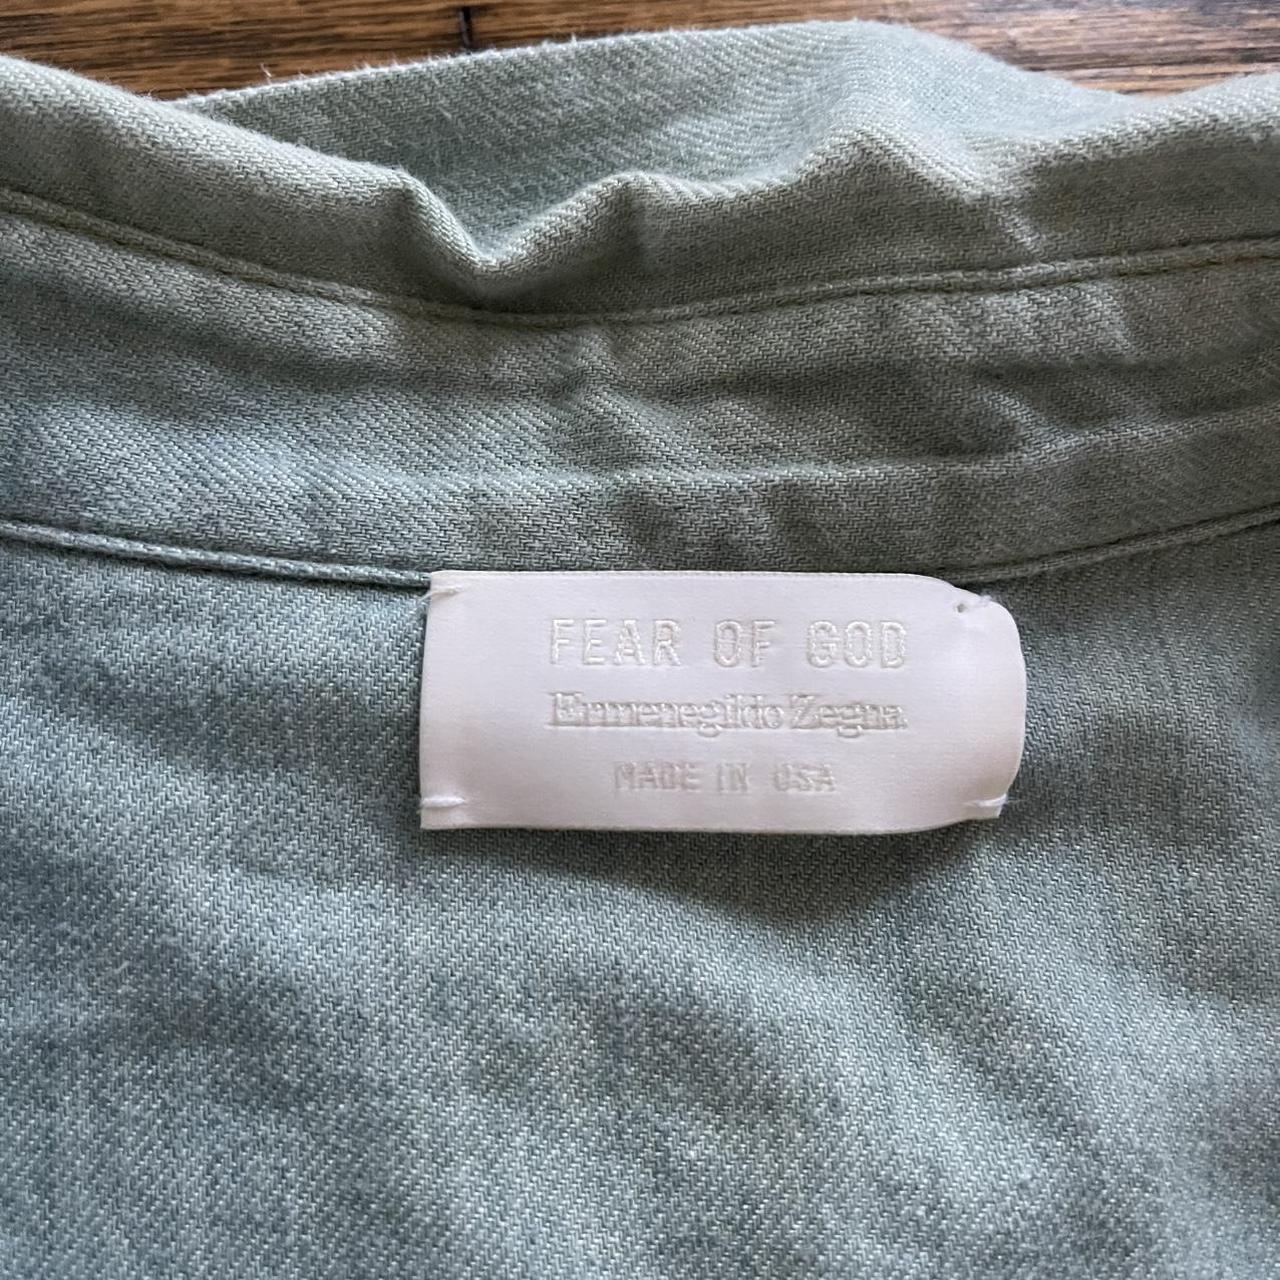 FEAR OF GOD
Ermenegildo Zegna
MADE IN USA